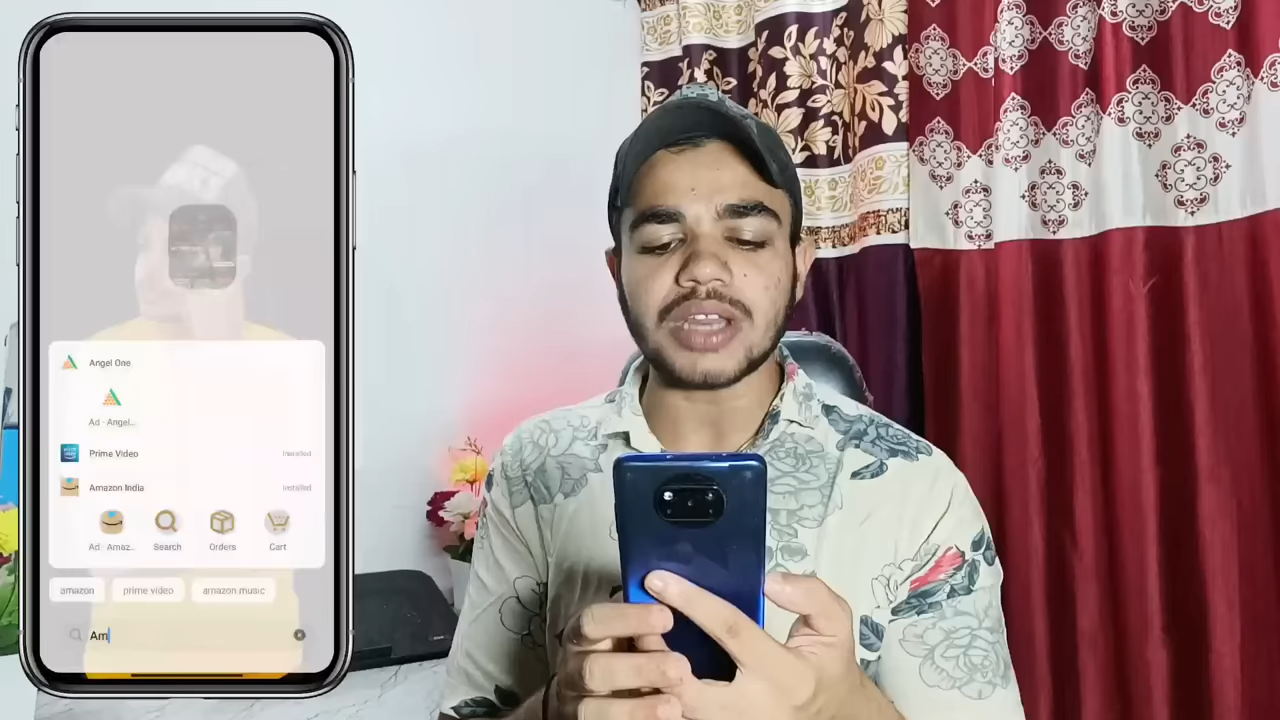 Angel One
Ad · Angel...
Prime Video Installed
Amazon India Installed
Ad · Amaz... Search Orders Cart
amazon prime video amazon music
Am